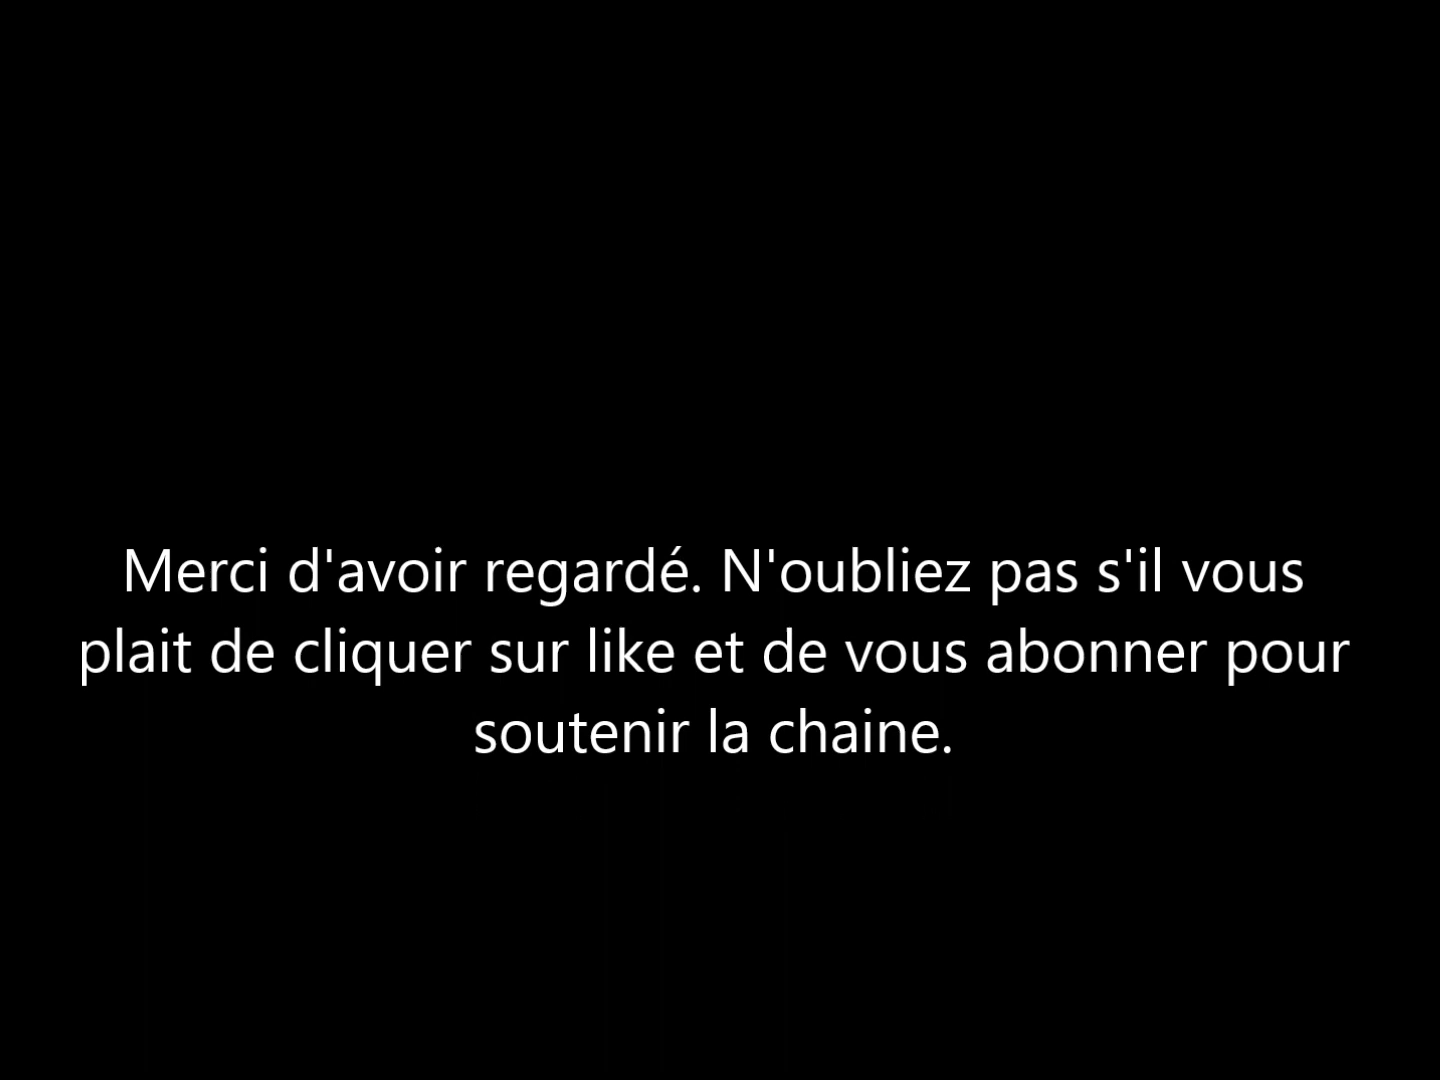 Merci d'avoir regardé. N'oubliez pas s'il vous
plait de cliquer sur like et de vous abonner pour
soutenir la chaine.